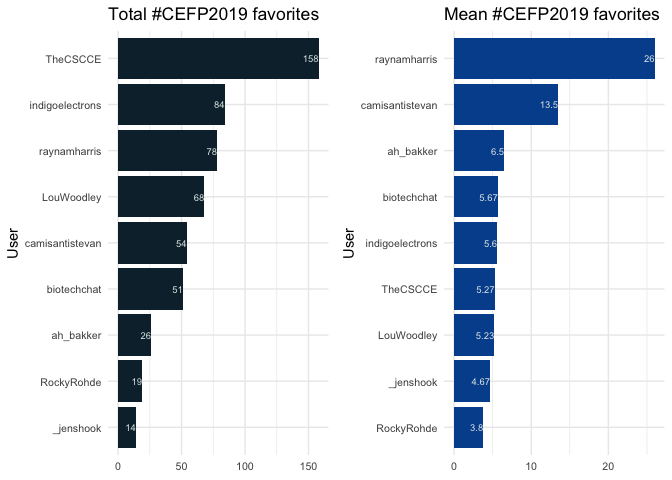 Total #CEFP2019 favorites
User
TheCSCCE 158
indigoelectrons 84
raynamharris 78
LouWoodley 68
camisantistevan 54
biotechchat 51
ah_bakker 26
RockyRohde 19
_jenshook 14
0 50 100 150
Mean #CEFP2019 favorites
User
raynamharris 26
camisantistevan 13.5
ah_bakker 6.5
biotechchat 5.67
indigoelectrons 5.6
TheCSCCE 5.27
LouWoodley 5.23
_jenshook 4.67
RockyRohde 3.8
0 10 20